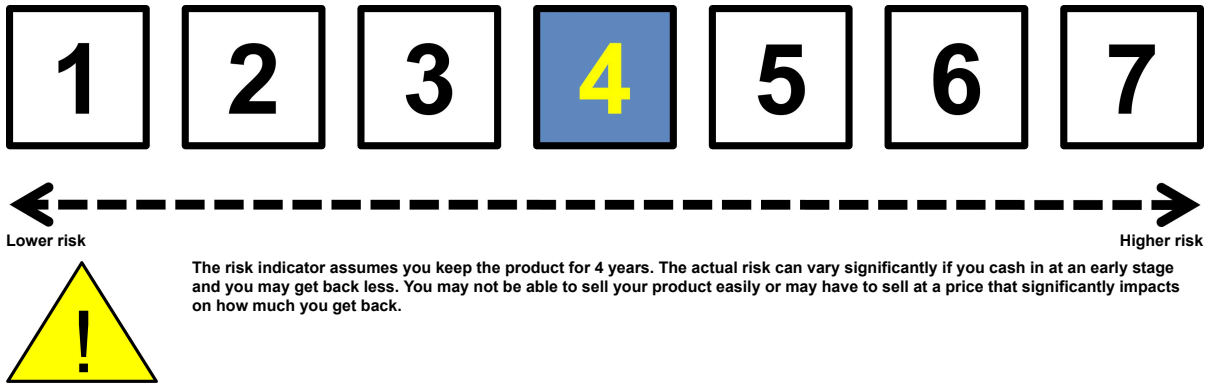 1 2 3 4 5 6 7
Lower risk Higher risk
The risk indicator assumes you keep the product for 4 years. The actual risk can vary significantly if you cash in at an early stage
and you may get back less. You may not be able to sell your product easily or may have to sell at a price that significantly impacts
on how much you get back.
!